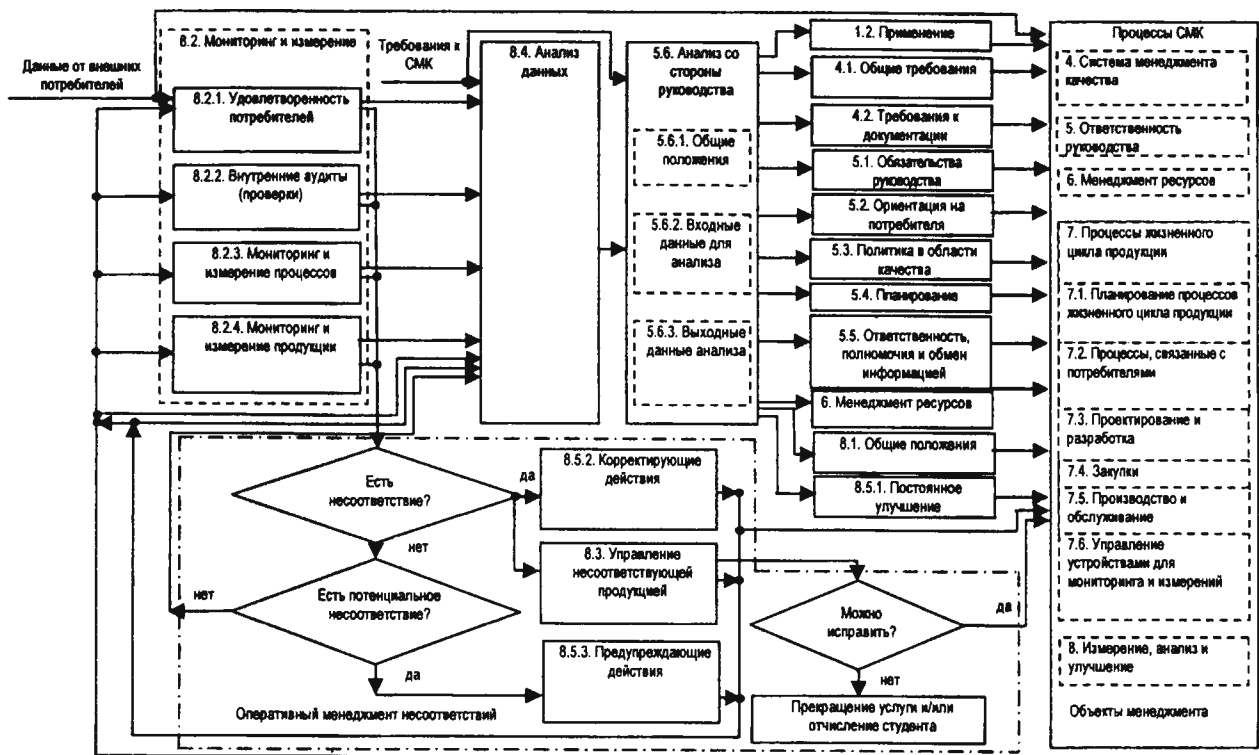 Данные от внешних
потребителей
8.2. Мониторинг и измерение
8.2.1. Удовлетворенность
потребителей
8.2.2. Внутренние аудиты
(проверки)
8.2.3. Мониторинг и
измерение процессов
8.2.4. Мониторинг и
измерение продукции
Требования к
СМК
8.4. Анализ
данных
5.6. Анализ со
стороны
руководства
5.6.1. Общие
положения
5.6.2. Входные
данные для
анализа
5.6.3. Выходные
данные анализа
1.2. Применение
4.1. Общие требования
4.2. Требования к
документации
5.1. Обязательства
руководства
5.2. Ориентация на
потребителя
5.3. Политика в области
качества
5.4. Планирование
5.5. Ответственность,
полномочия и обмен
информацией
6. Менеджмент ресурсов
8.1. Общие положения
8.5.1. Постоянное
улучшение
Процессы СМК
4. Система менеджмента
качества
5. Ответственность
руководства
6. Менеджмент ресурсов
7. Процессы жизненного
цикла продукции
7.1. Планирование процессов
жизненного цикла продукции
7.2. Процессы, связанные с
потребителями
7.3. Проектирование и
разработка
7.4. Закупки
7.5. Производство и
обслуживание
7.6. Управление
устройствами для
мониторинга и измерений
8. Измерение, анализ и
улучшение
Объекты менеджмента
Есть
несоответствие?
да
нет
Есть потенциальное
несоответствие?
нет
да
8.5.2. Корректирующие
действия
8.3. Управление
несоответствующей
продукцией
8.5.3. Предупреждающие
действия
Можно
исправить?
да
нет
Прекращение услуги и/или
отчисление студента
Оперативный менеджмент несоответствий